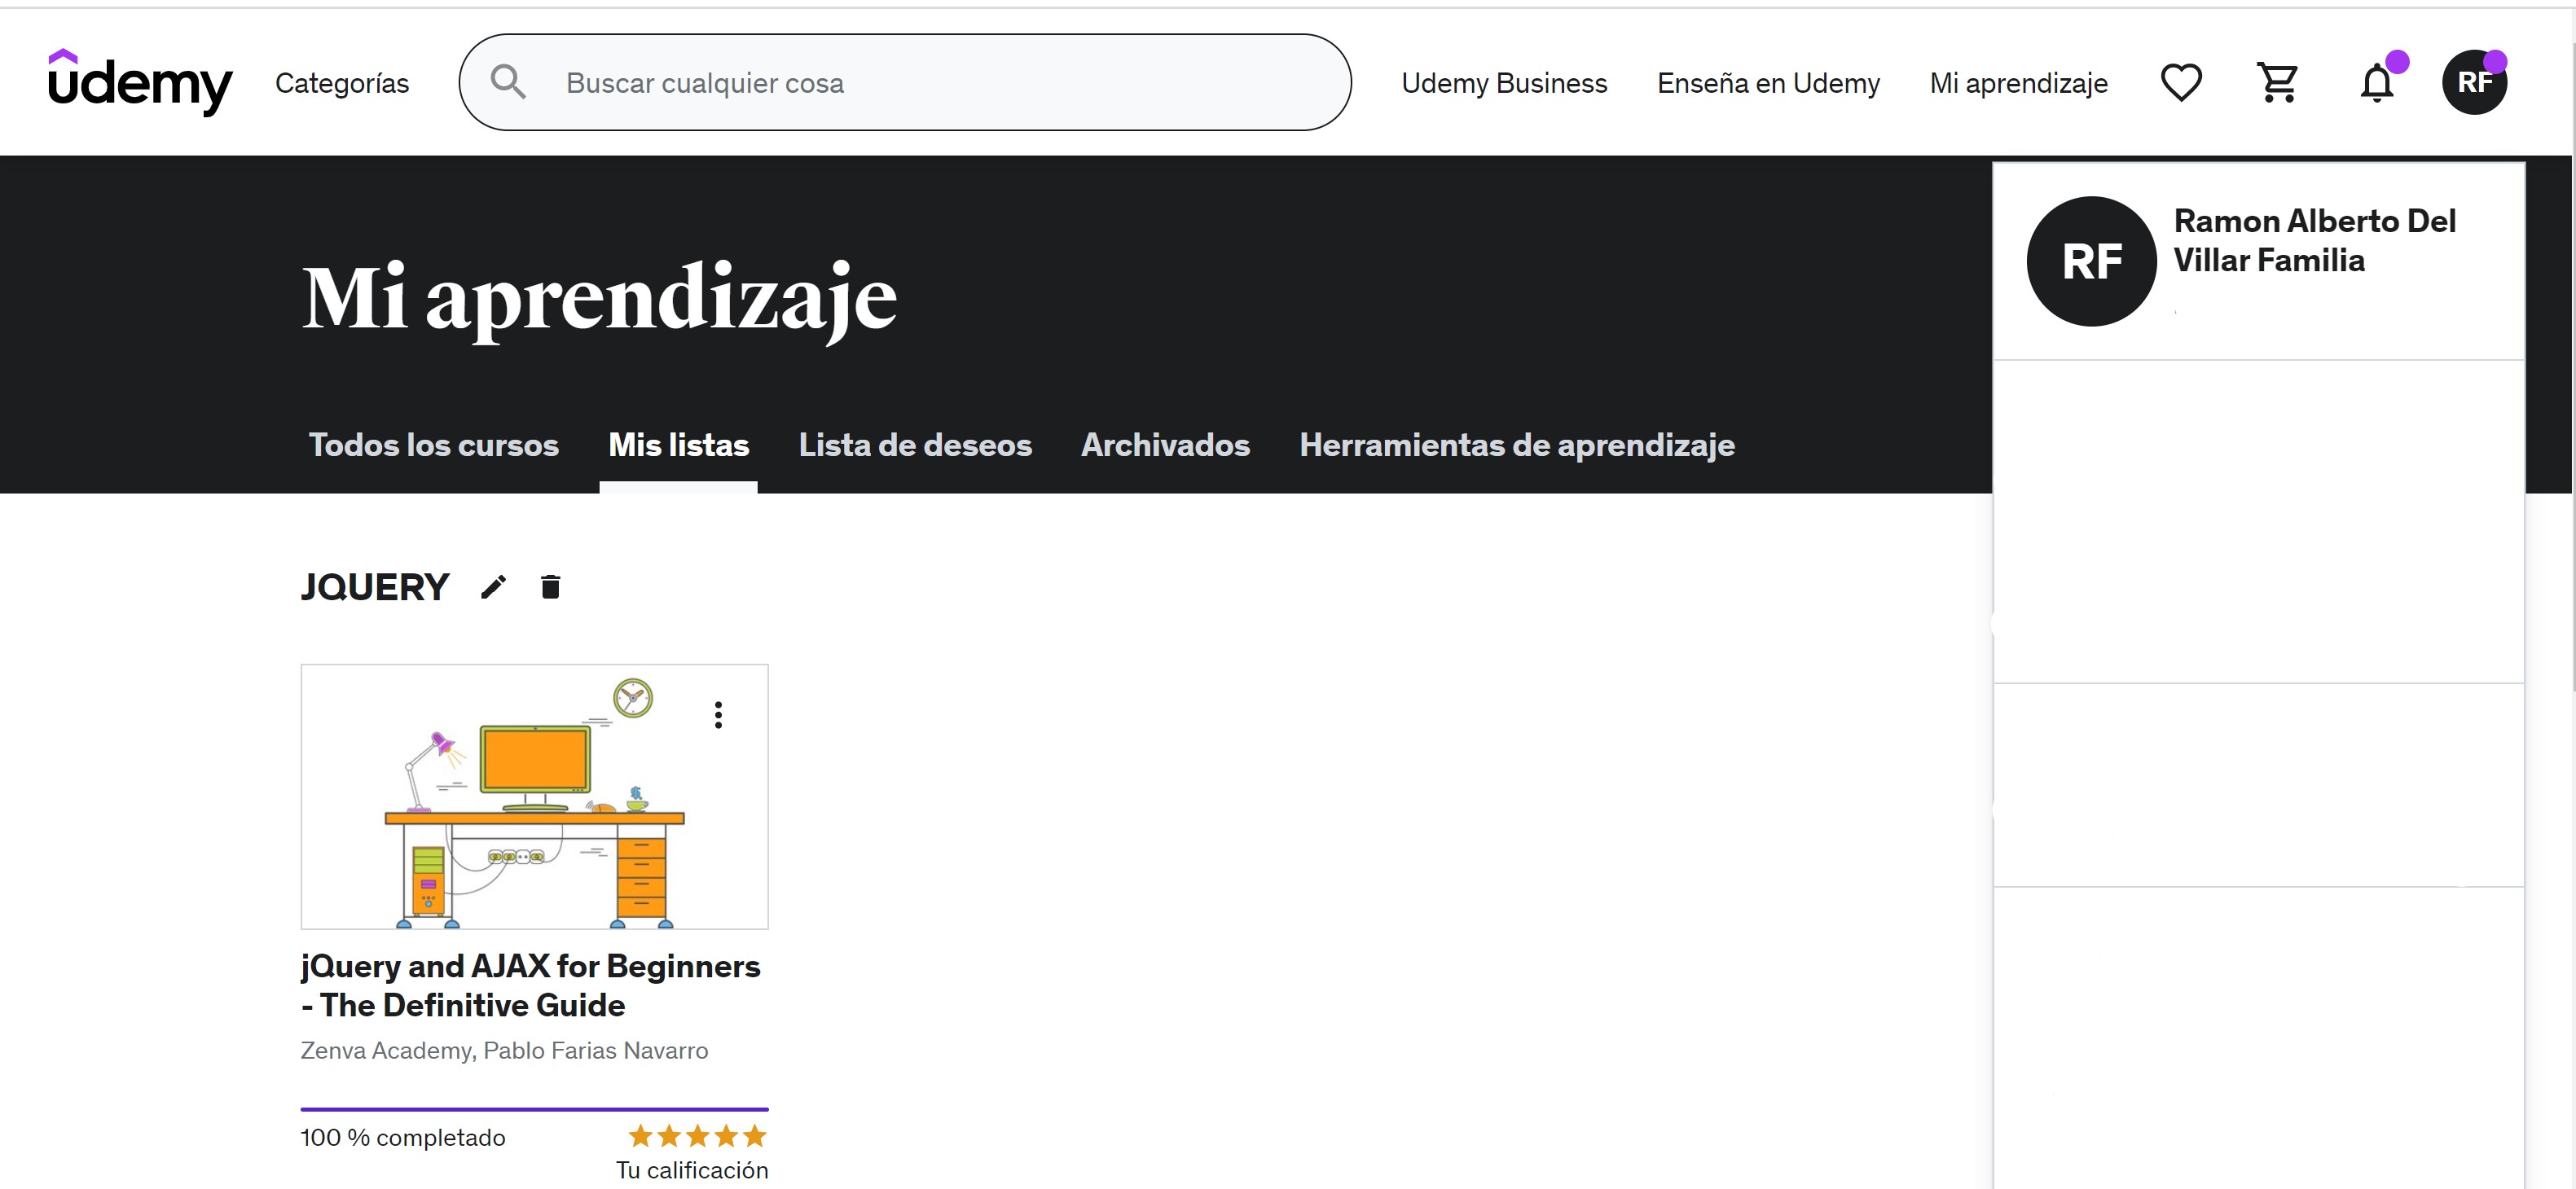 udemy
Categorías
Buscar cualquier cosa
Udemy Business
Enseña en Udemy
Mi aprendizaje
RF
RF
Ramon Alberto Del
Villar Familia
Mi aprendizaje
Todos los cursos
Mis listas
Lista de deseos
Archivados
Herramientas de aprendizaje
JQUERY
jQuery and AJAX for Beginners
- The Definitive Guide
Zenva Academy, Pablo Farias Navarro
100 % completado
Tu calificación